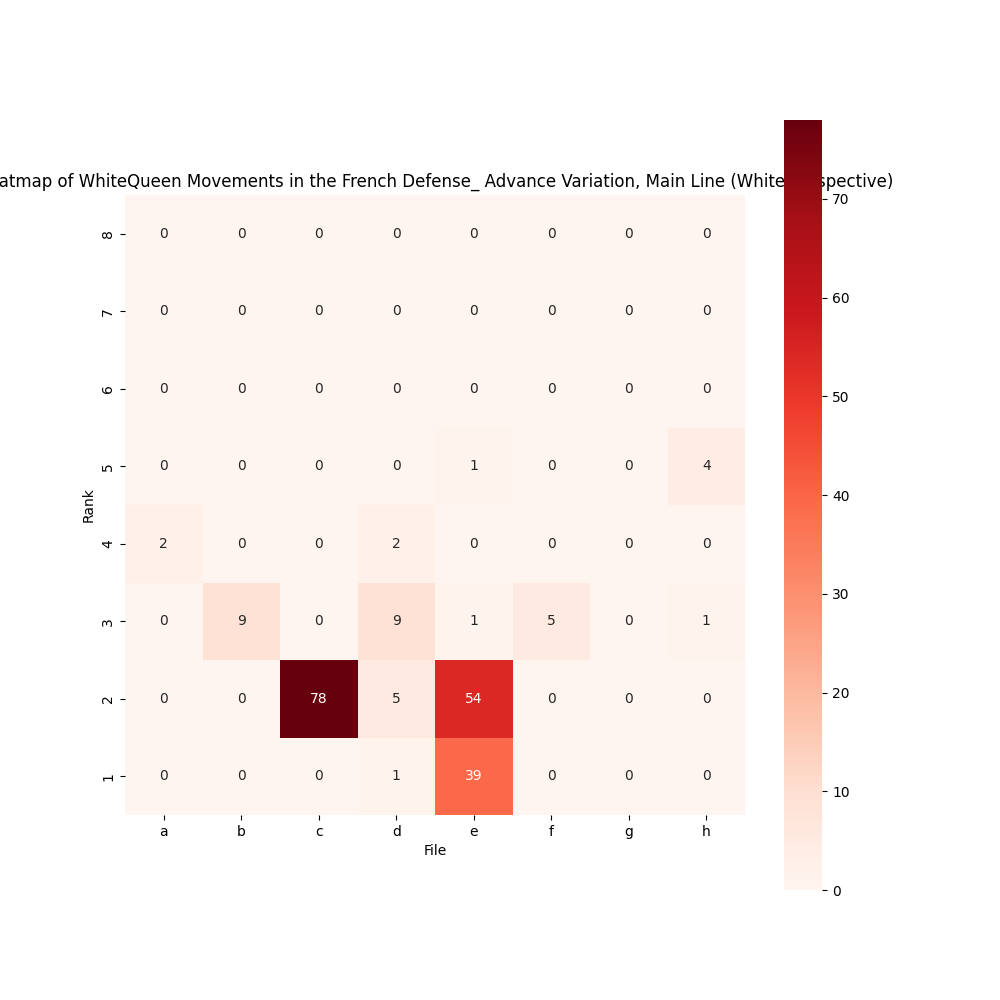 atmap of WhiteQueen Movements in the French Defense_ Advance Variation, Main Line (White spective)
8 0 0 0 0 0 0 0 0
7 0 0 0 0 0 0 0 0
6 0 0 0 0 0 0 0 0
5 0 0 0 0 1 0 0 4
4 2 0 0 2 0 0 0 0
3 0 9 0 9 1 5 0 1
2 0 0 78 5 54 0 0 0
1 0 0 0 1 39 0 0 0
a b c d e f g h
File
Rank
70
60
50
40
30
20
10
0